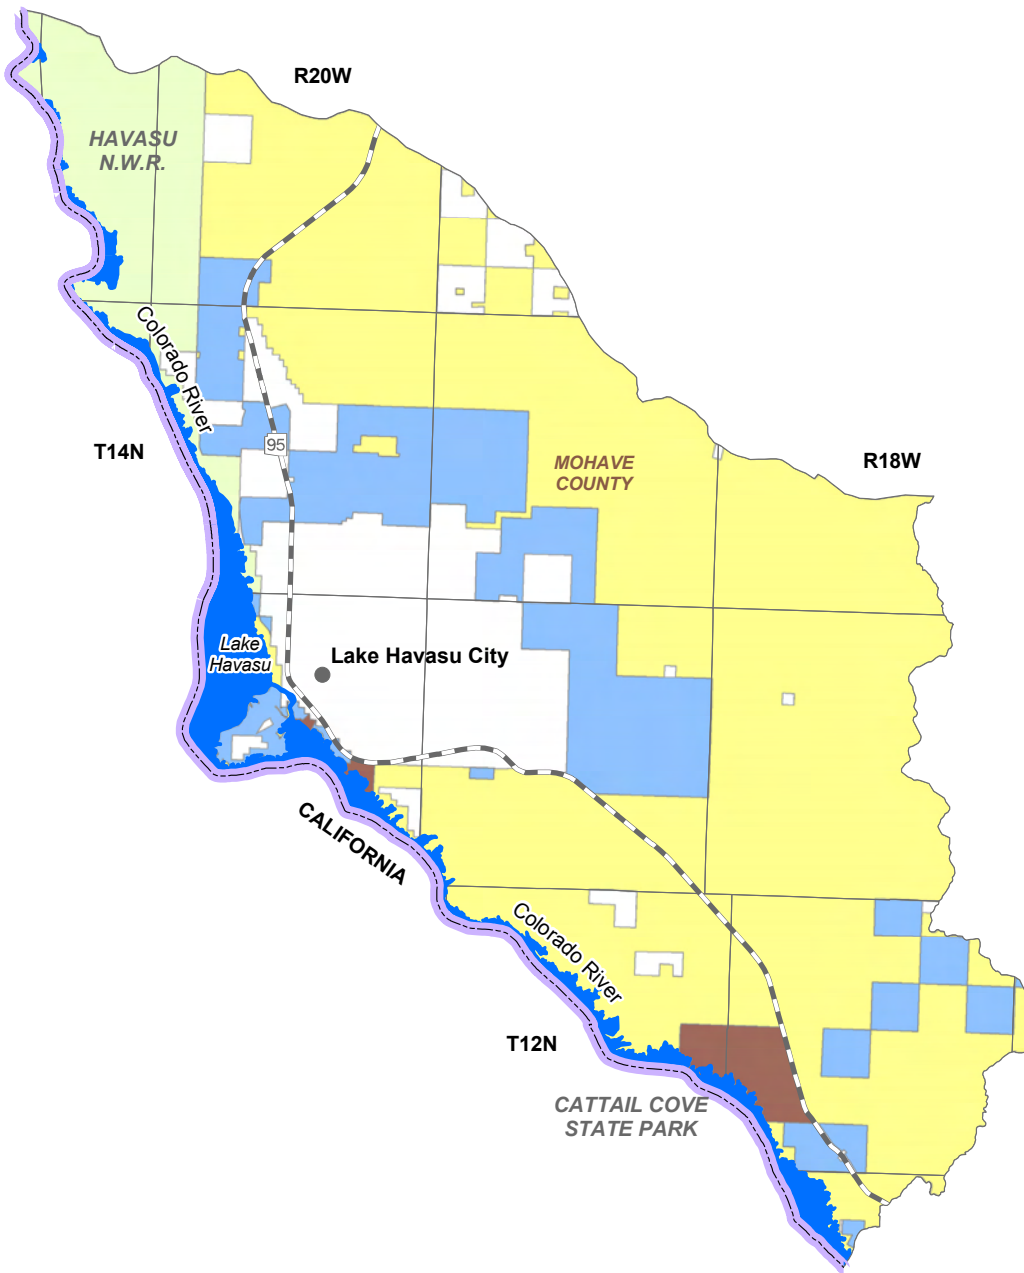 R20W
HAVASU
N.W.R.
Colorado River
95
T14N
R18W
MOHAVE
COUNTY
Lake
Havasu
Lake Havasu City
CALIFORNIA
Colorado River
T12N
CATTAIL COVE
STATE PARK